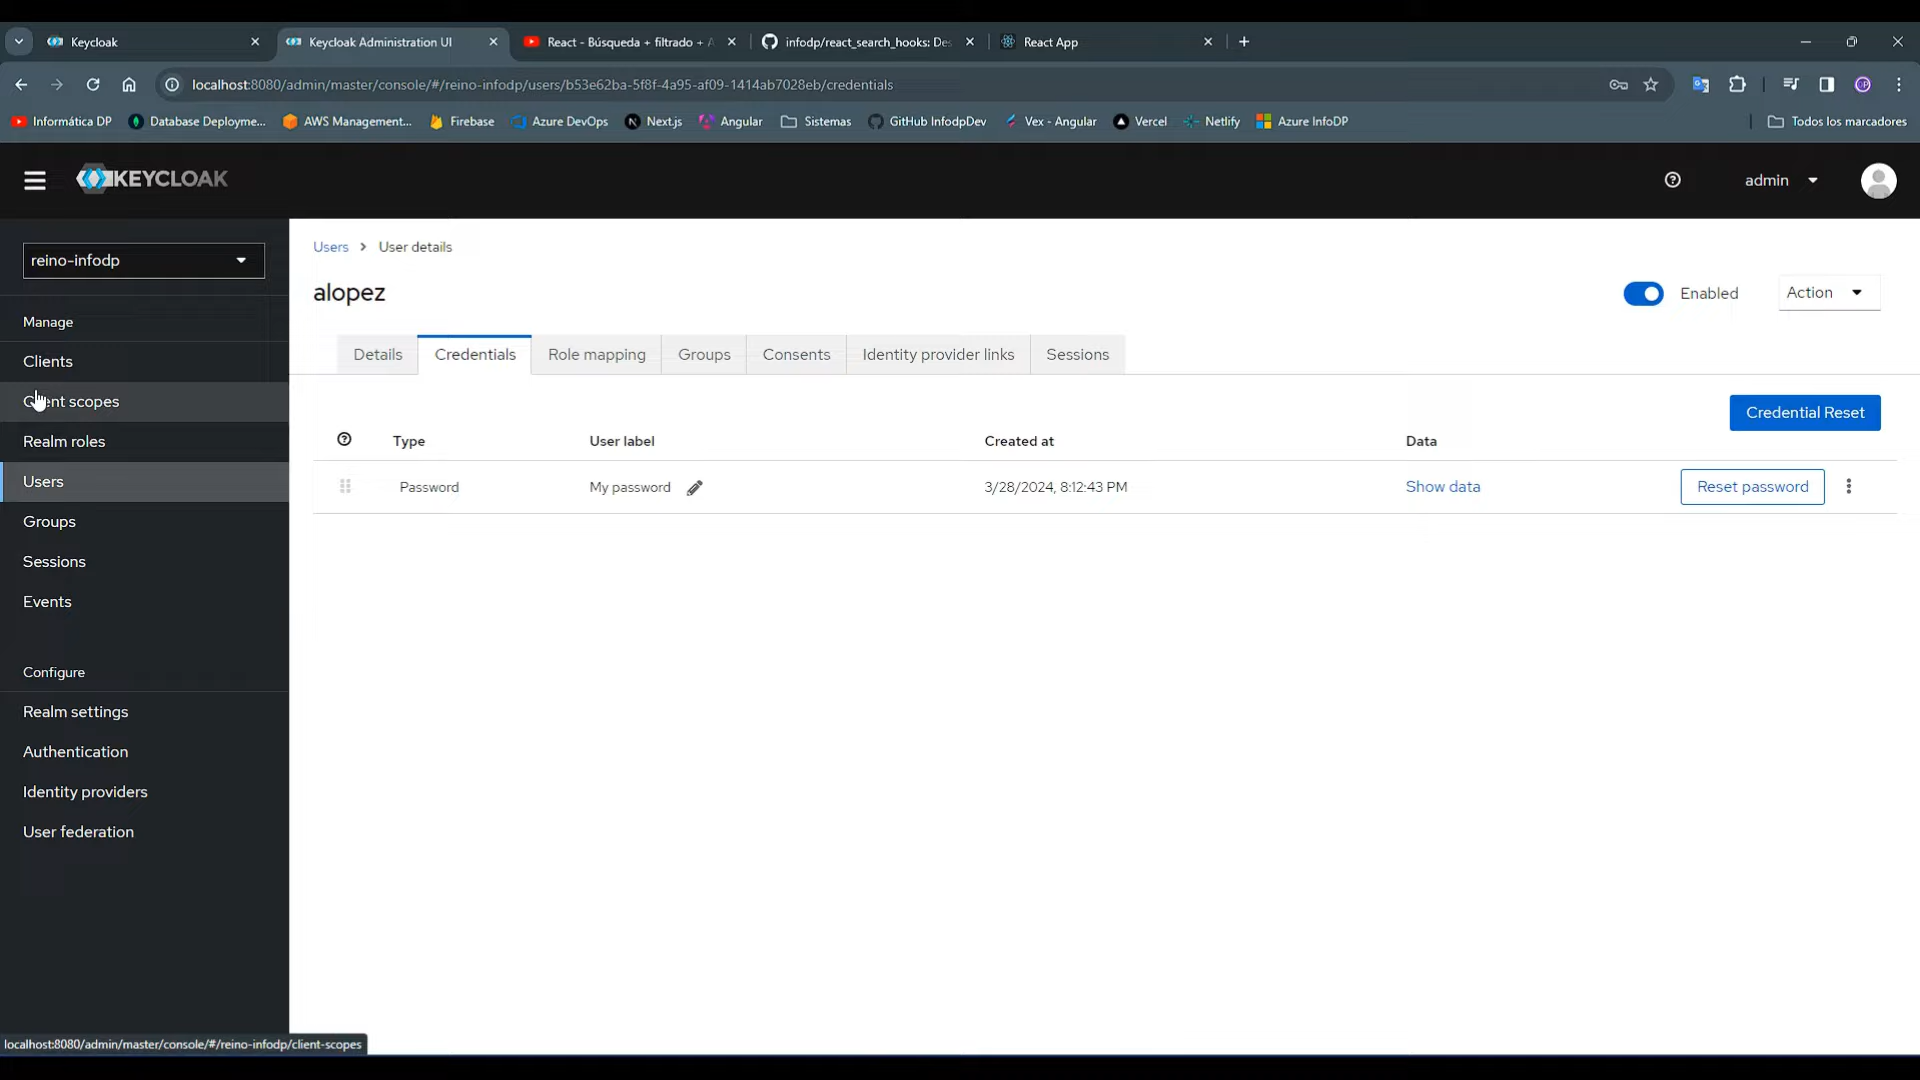 Keycloak
Keycloak Administration UI
React - Búsqueda + filtrado + A
infodp/react_search_hooks: Des
React App
localhost:8080/admin/master/console/#/reino-infodp/users/b53e62ba-5f8f-4a95-af09-1414ab7028eb/credentials
Informática DP
Database Deployme...
AWS Management...
Firebase
Azure DevOps
Next.js
Angular
Sistemas
GitHub InfodpDev
Vex - Angular
Vercel
Netlify
Azure InfoDP
Todos los marcadores
KEYCLOAK
admin
reino-infodp
Manage
Clients
Client scopes
Realm roles
Users
Groups
Sessions
Events
Configure
Realm settings
Authentication
Identity providers
User federation
Users > User details
alopez
Enabled
Action
Details
Credentials
Role mapping
Groups
Consents
Identity provider links
Sessions
Credential Reset
Type User label Created at Data
Password My password 3/28/2024, 8:12:43 PM Show data Reset password
localhost:8080/admin/master/console/#/reino-infodp/client-scopes